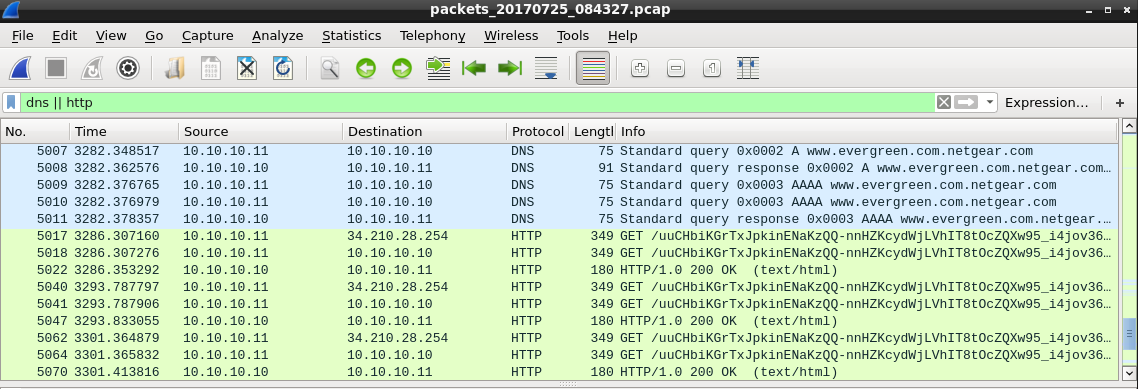 packets_20170725_084327.pcap
File Edit View Go Capture Analyze Statistics Telephony Wireless Tools Help
dns || http Expression… +
No. Time Source Destination Protocol Lengtl Info
5007 3282.348517 10.10.10.11 10.10.10.10 DNS 75 Standard query 0x0002 A www.evergreen.com.netgear.com
5008 3282.362576 10.10.10.10 10.10.10.11 DNS 91 Standard query response 0x0002 A www.evergreen.com.netgear.com…
5009 3282.376765 10.10.10.11 10.10.10.10 DNS 75 Standard query 0x0003 AAAA www.evergreen.com.netgear.com
5010 3282.376979 10.10.10.11 10.10.10.10 DNS 75 Standard query 0x0003 AAAA www.evergreen.com.netgear.com
5011 3282.378357 10.10.10.10 10.10.10.11 DNS 75 Standard query response 0x0003 AAAA www.evergreen.com.netgear.…
5017 3286.307160 10.10.10.11 34.210.28.254 HTTP 349 GET /uuCHbiKGrTxJpkinENaKzQQ-nnHZKcydWjLVhIT8tOcZQXw95_i4jov36…
5018 3286.307276 10.10.10.11 10.10.10.10 HTTP 349 GET /uuCHbiKGrTxJpkinENaKzQQ-nnHZKcydWjLVhIT8tOcZQXw95_i4jov36…
5022 3286.353292 10.10.10.10 10.10.10.11 HTTP 180 HTTP/1.0 200 OK (text/html)
5040 3293.787797 10.10.10.11 34.210.28.254 HTTP 349 GET /uuCHbiKGrTxJpkinENaKzQQ-nnHZKcydWjLVhIT8tOcZQXw95_i4jov36…
5041 3293.787906 10.10.10.11 10.10.10.10 HTTP 349 GET /uuCHbiKGrTxJpkinENaKzQQ-nnHZKcydWjLVhIT8tOcZQXw95_i4jov36…
5047 3293.833055 10.10.10.10 10.10.10.11 HTTP 180 HTTP/1.0 200 OK (text/html)
5062 3301.364879 10.10.10.11 34.210.28.254 HTTP 349 GET /uuCHbiKGrTxJpkinENaKzQQ-nnHZKcydWjLVhIT8tOcZQXw95_i4jov36…
5064 3301.365832 10.10.10.11 10.10.10.10 HTTP 349 GET /uuCHbiKGrTxJpkinENaKzQQ-nnHZKcydWjLVhIT8tOcZQXw95_i4jov36…
5070 3301.413816 10.10.10.10 10.10.10.11 HTTP 180 HTTP/1.0 200 OK (text/html)